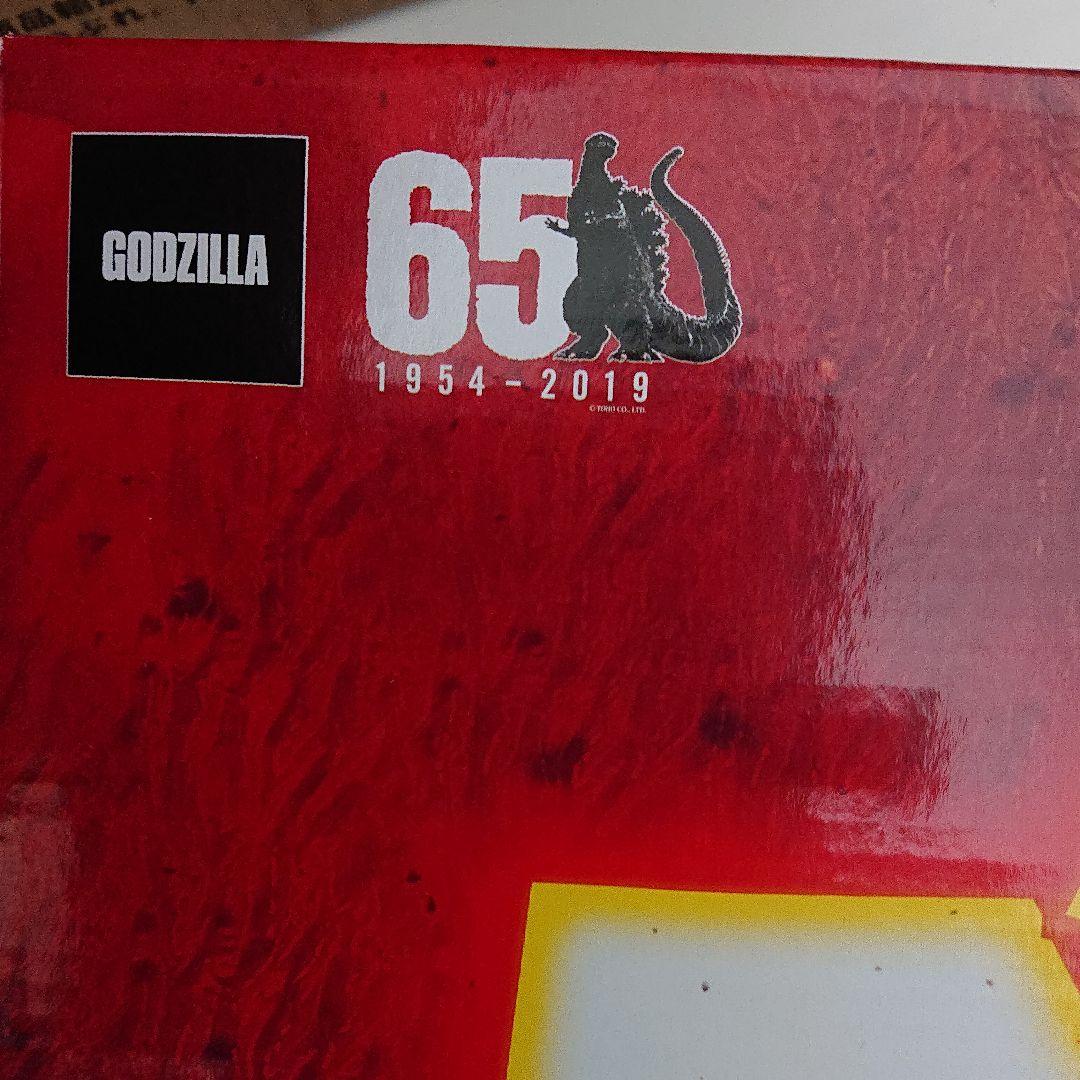 GODZILLA
65
1954-2019
© TOHO CO., LTD.